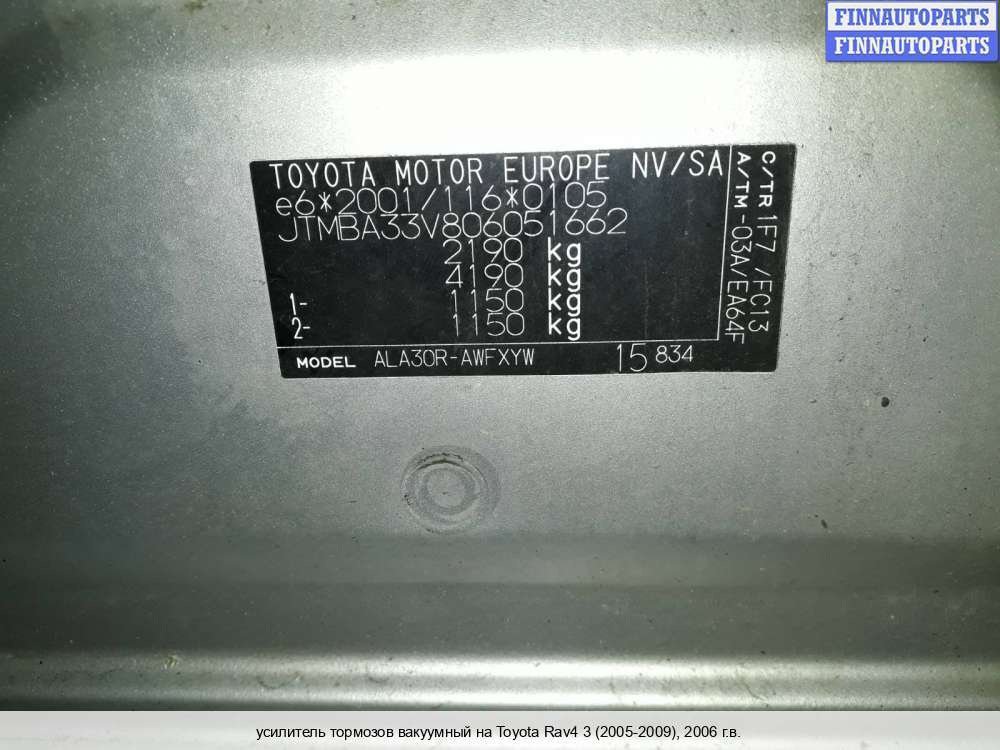 FINNAUTOPARTS
FINNAUTOPARTS
TOYOTA MOTOR EUROPE NV/SA
e6*2001/116*0105
JTMBA33V806051662
2190 kg
4190 kg
1- 1150 kg
2- 1150 kg
MODEL ALA30R-AWFXYW 15 834
C/TR 1F7 /FC13
A/TM -03A/EA64F
усилитель тормозов вакуумный на Toyota Rav4 3 (2005-2009), 2006 г.в.